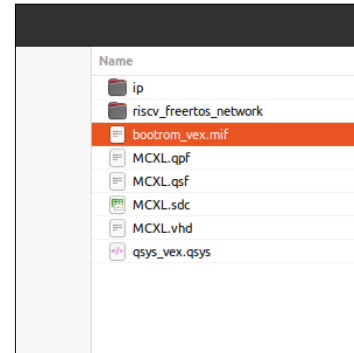 Name
ip
riscv_freertos_network
bootrom_vex.mif
MCXL.qpf
MCXL.qsf
MCXL.sdc
MCXL.vhd
qsys_vex.qsys